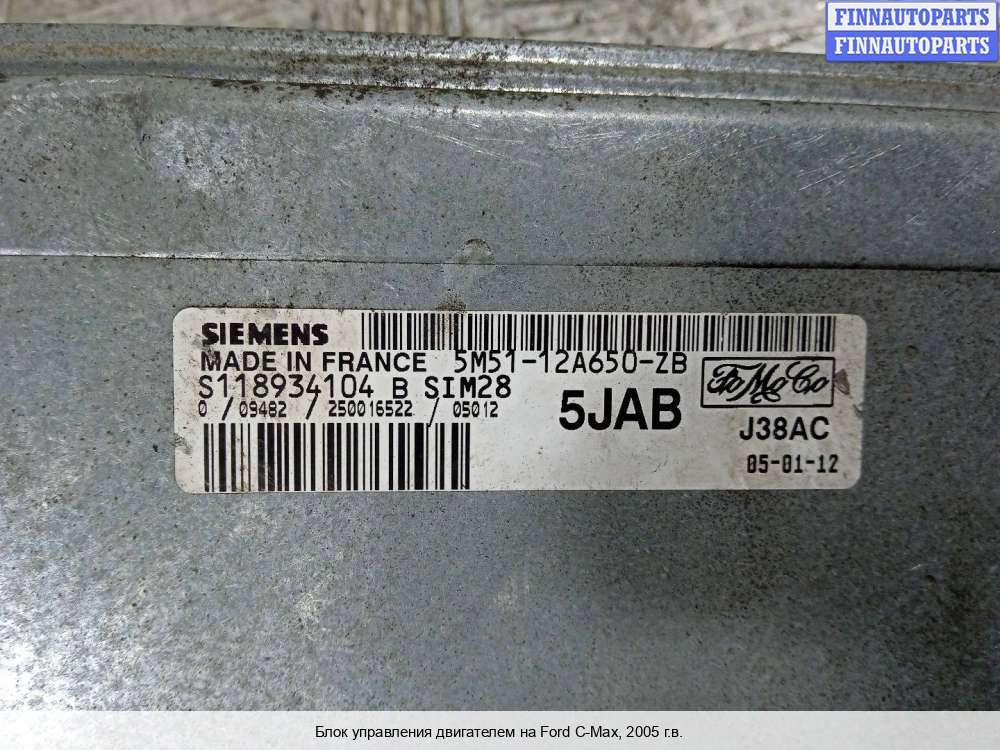 FINNAUTOPARTS
FINNAUTOPARTS
SIEMENS
MADE IN FRANCE 5M51-12A650-ZB
S118934104 B SIM28
0 / 09482 / 250016522 / 05012
5JAB
FoMoCo
J38AC
05-01-12
Блок управления двигателем на Ford C-Max, 2005 г.в.